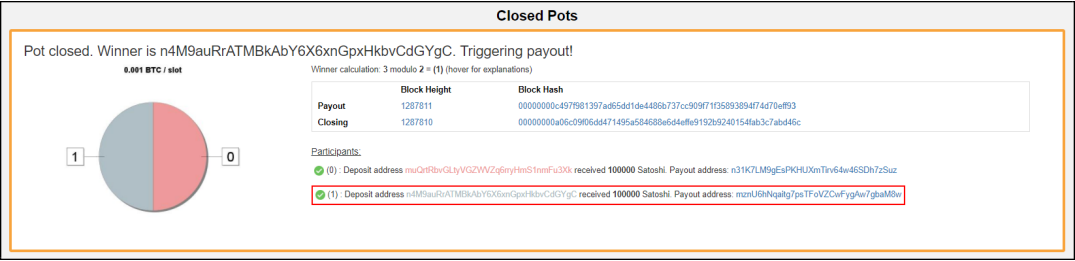 Closed Pots
Pot closed. Winner is n4M9auRrATMBkAbY6X6xnGpxHkbvCdGYgC. Triggering payout!
0.001 BTC / slot
1
0
Winner calculation: 3 modulo 2 = (1) (hover for explanations)
Block Height Block Hash
Payout 1287811 00000000c497f981397ad65dd1de4486b737cc909f71f35893894f74d70eff93
Closing 1287810 00000000a06c09f06dd471495a584688e6d4effe9192b9240154fab3c7abd46c
Participants:
(0) : Deposit address muQrtRbvGLtyVGZWVZq6nyHmS1nmFu3Xk received 100000 Satoshi. Payout address: n31K7LM9gEsPKHUXmTirv64w46SDh7zSuz
(1) : Deposit address n4M9auRrATMBkAbY6X6xnGpxHkbvCdGYgC received 100000 Satoshi. Payout address: mznU6hNqaitg7psTFoVZCwFygAw7gbaM8w